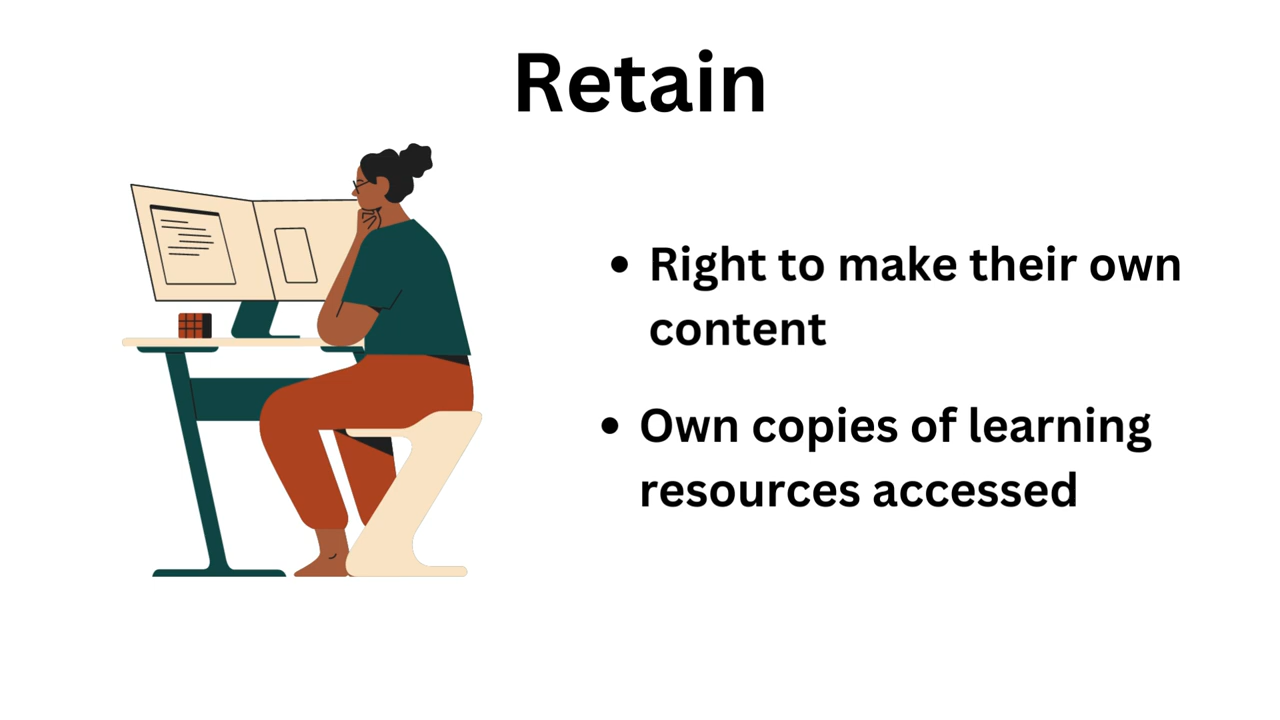 Retain
• Right to make their own
content
• Own copies of learning
resources accessed